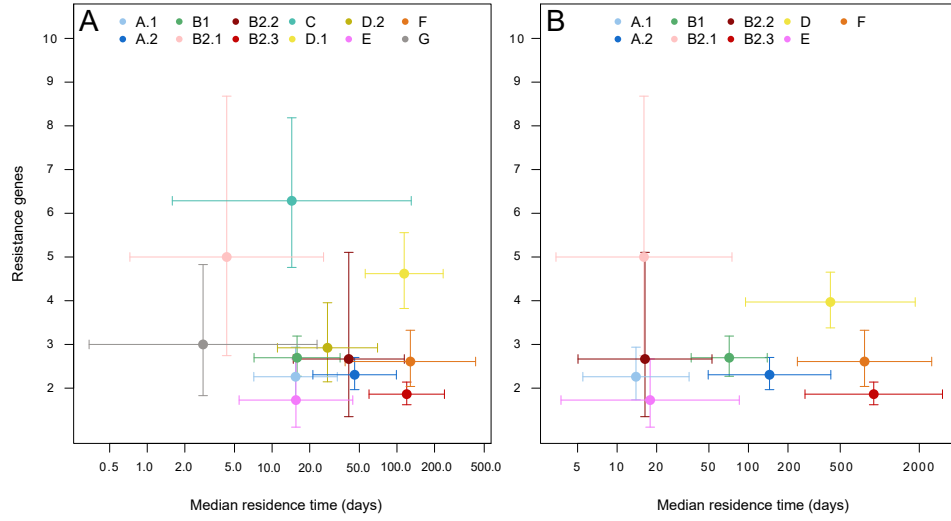 A
A.1 B1 B2.2 C D.2 F
A.2 B2.1 B2.3 D.1 E G
B
A.1 B1 B2.2 D F
A.2 B2.1 B2.3 E
Resistance genes
10
9
8
7
6
5
4
3
2
0.5 1.0 2.0 5.0 10.0 20.0 50.0 100.0 200.0 500.0
Median residence time (days)
10
9
8
7
6
5
4
3
2
5 10 20 50 100 200 500 2000
Median residence time (days)